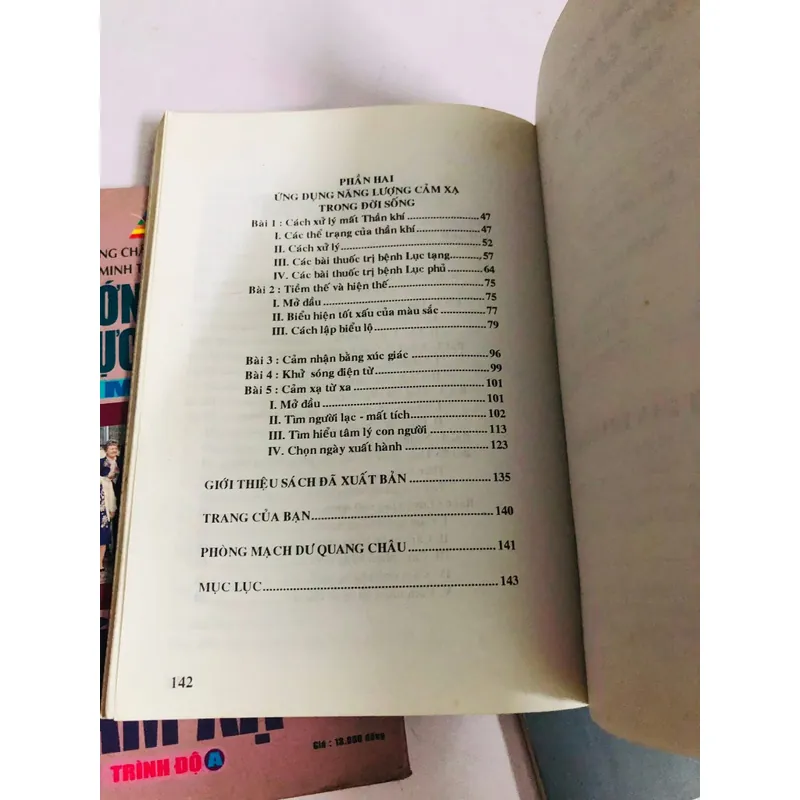 PHẦN HAI
ỨNG DỤNG NĂNG LƯỢNG CẢM XẠ
TRONG ĐỜI SỐNG
Bài 1 : Cách xử lý mất Thần khí ........ 47
I. Các thể trạng của thần khí ........ 47
II. Cách xử lý ........ 52
III. Các bài thuốc trị bệnh Lục tạng ........ 57
IV. Các bài thuốc trị bệnh Lục phủ ........ 64
Bài 2 : Tiềm thế và hiện thế ........ 75
I. Mở đầu ........ 75
II. Biểu hiện tốt xấu của màu sắc ........ 77
III. Cách lập biểu lộ ........ 79
Bài 3 : Cảm nhận bằng xúc giác ........ 96
Bài 4 : Khử sóng điện từ ........ 99
Bài 5 : Cảm xạ từ xa ........ 101
I. Mở đầu ........ 101
II. Tìm người lạc - mất tích ........ 102
III. Tìm hiểu tâm lý con người ........ 113
IV. Chọn ngày xuất hành ........ 123
GIỚI THIỆU SÁCH ĐÃ XUẤT BẢN ........ 135
TRANG CỦA BẠN ........ 140
PHÒNG MẠCH DƯ QUANG CHÂU ........ 141
MỤC LỤC ........ 143
142
MINH
Giá : 18.000 đồng
TRÌNH ĐỘ A